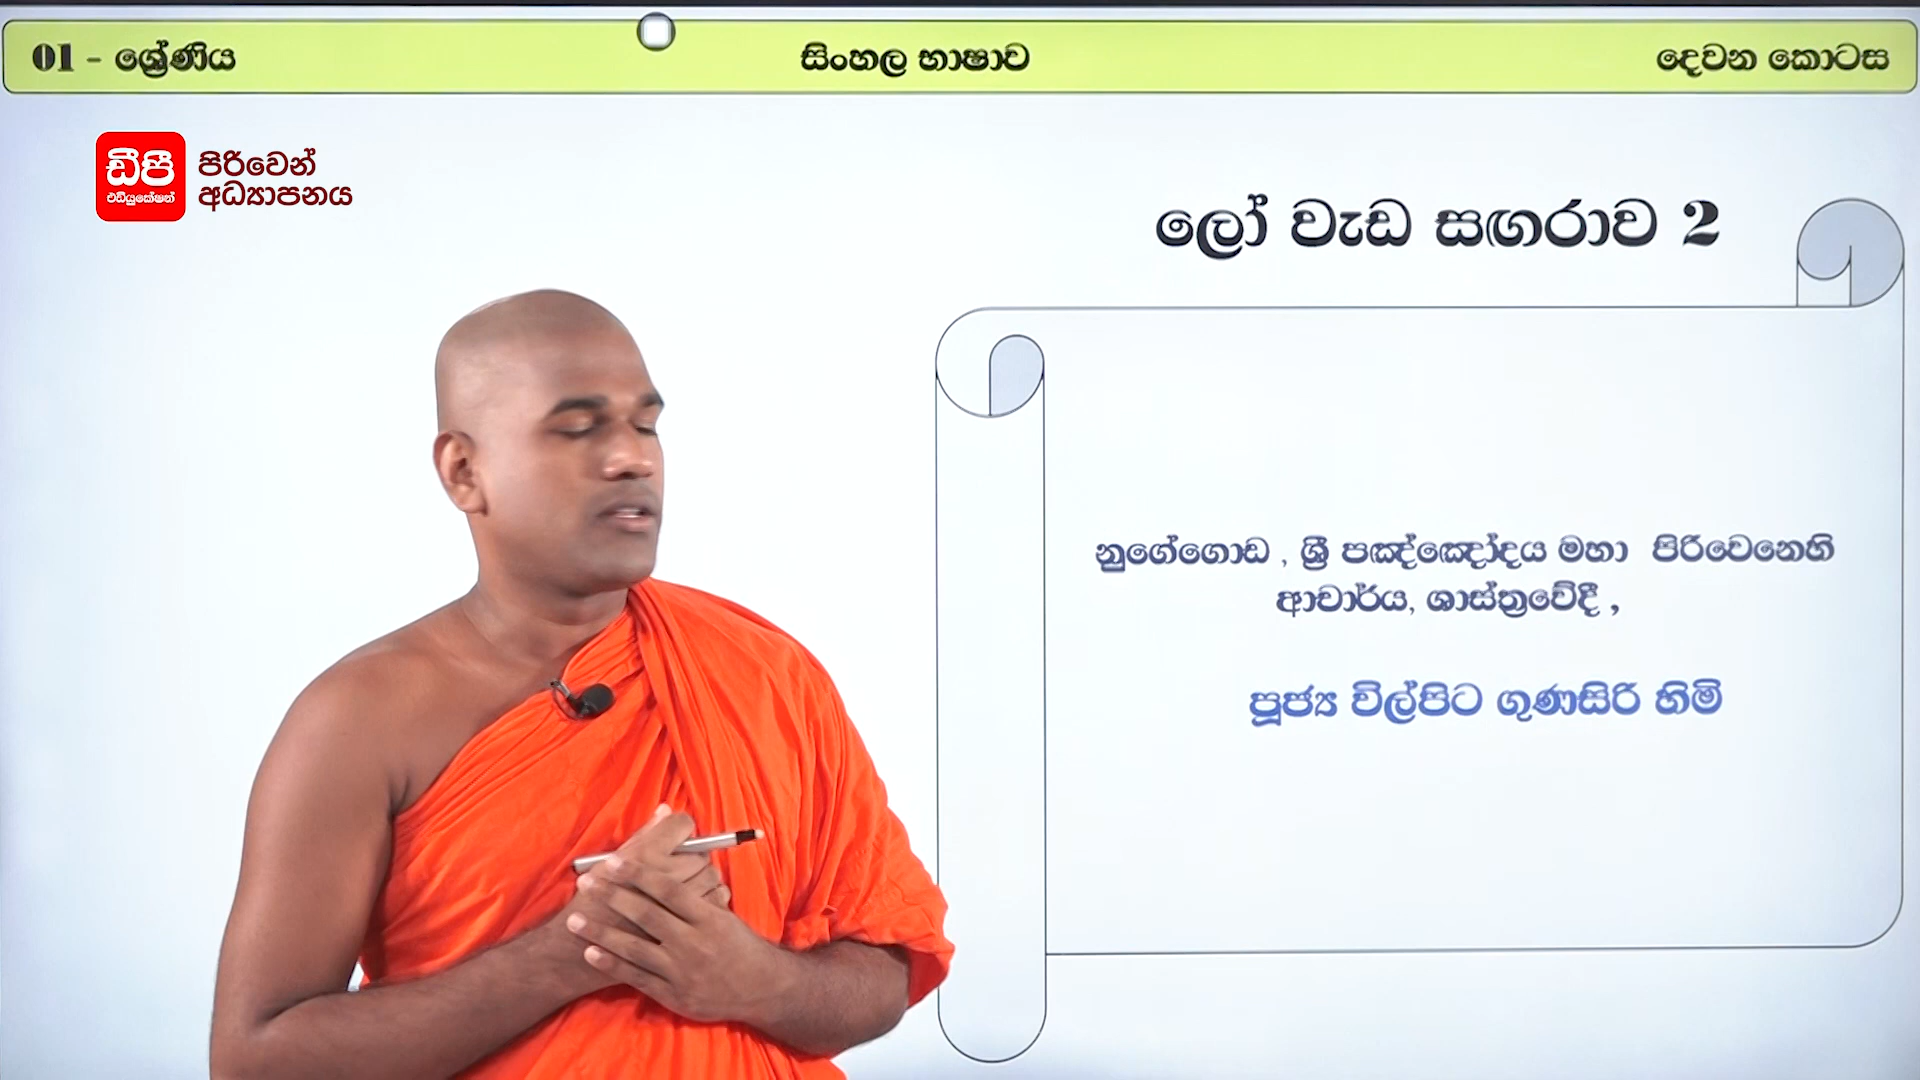 01 - ශ්‍රේණිය
සිංහල භාෂාව
දෙවන කොටස
ඩීපී
එඩියුකේෂන්
පිරිවෙන්
අධ්‍යාපනය
ලෝ වැඩ සඟරාව 2
නුගේගොඩ , ශ්‍රී පඤ්ඤෝදය මහා පිරිවෙනෙහි
ආචාර්ය, ශාස්ත්‍රවේදී ,
පූජ්‍ය විල්පිට ගුණසිරි හිමි